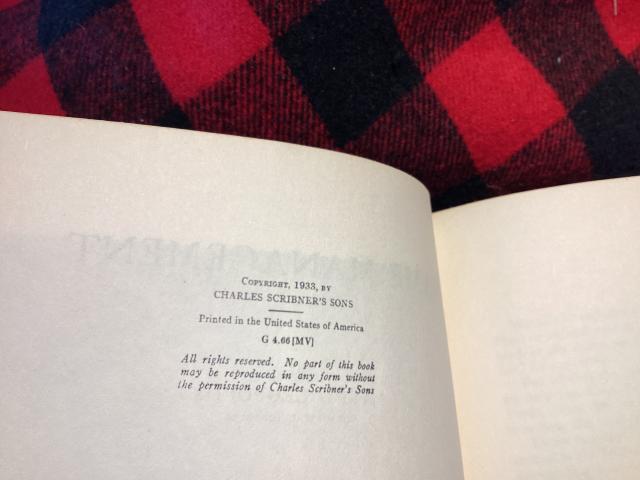 COPYRIGHT, 1933, BY
CHARLES SCRIBNER'S SONS
Printed in the United States of America
G 4.66[MV]
All rights reserved. No part of this book
may be reproduced in any form without
the permission of Charles Scribner's Sons